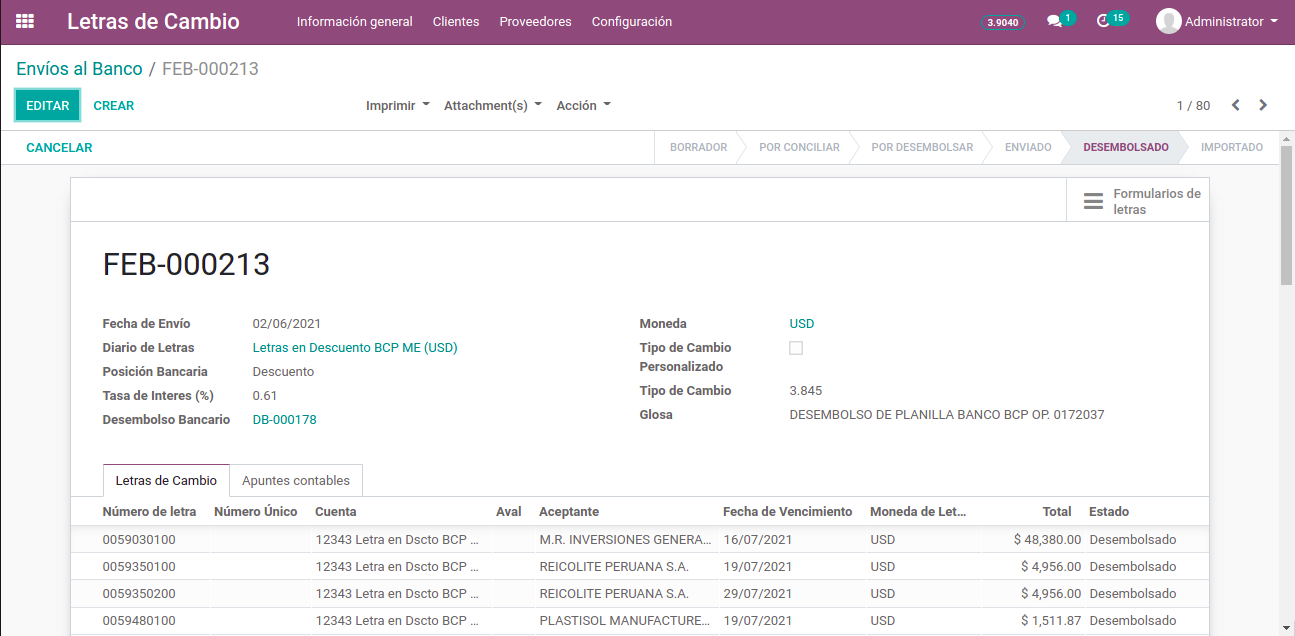 Letras de Cambio Información general Clientes Proveedores Configuración 3.9040 1 15 Administrator
Envíos al Banco / FEB-000213
EDITAR CREAR Imprimir Attachment(s) Acción 1 / 80
CANCELAR BORRADOR POR CONCILIAR POR DESEMBOLSAR ENVIADO DESEMBOLSADO IMPORTADO
Formularios de
letras
FEB-000213
Fecha de Envío 02/06/2021 Moneda USD
Diario de Letras Letras en Descuento BCP ME (USD) Tipo de Cambio
Personalizado
Posición Bancaria Descuento
Tasa de Interes (%) 0.61 Tipo de Cambio 3.845
Desembolso Bancario DB-000178 Glosa DESEMBOLSO DE PLANILLA BANCO BCP OP. 0172037
Letras de Cambio Apuntes contables
Número de letra Número Único Cuenta Aval Aceptante Fecha de Vencimiento Moneda de Let... Total Estado
0059030100 12343 Letra en Dscto BCP ... M.R. INVERSIONES GENERA... 16/07/2021 USD $ 48,380.00 Desembolsado
0059350100 12343 Letra en Dscto BCP ... REICOLITE PERUANA S.A. 19/07/2021 USD $ 4,956.00 Desembolsado
0059350200 12343 Letra en Dscto BCP ... REICOLITE PERUANA S.A. 29/07/2021 USD $ 4,956.00 Desembolsado
0059480100 12343 Letra en Dscto BCP ... PLASTISOL MANUFACTURE... 19/07/2021 USD $ 1,511.87 Desembolsado